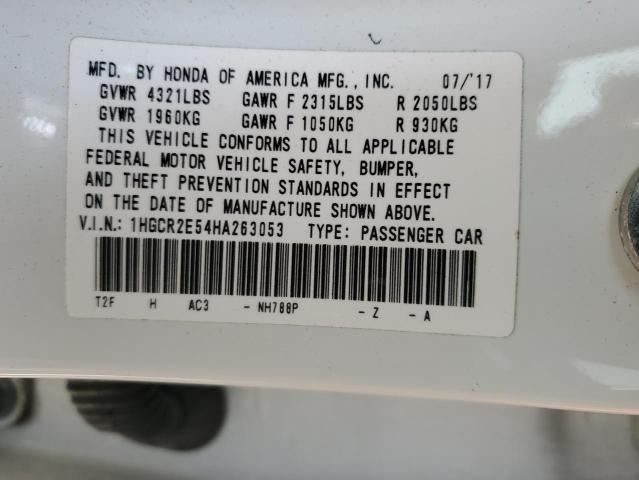 MFD. BY HONDA OF AMERICA MFG., INC. 07/'17
GVWR 4321LBS GAWR F 2315LBS R 2050LBS
GVWR 1960KG GAWR F 1050KG R 930KG
THIS VEHICLE CONFORMS TO ALL APPLICABLE
FEDERAL MOTOR VEHICLE SAFETY, BUMPER,
AND THEFT PREVENTION STANDARDS IN EFFECT
ON THE DATE OF MANUFACTURE SHOWN ABOVE.
V.I.N.: 1HGCR2E54HA263053 TYPE: PASSENGER CAR
T2F H AC3 - NH788P - Z - A